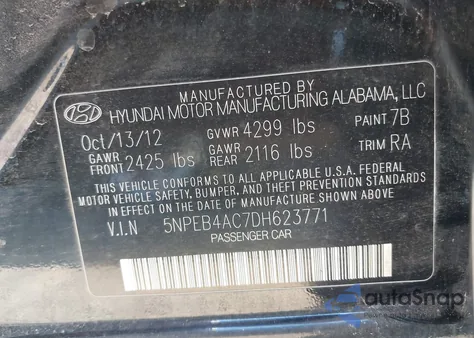 MANUFACTURED BY
HYUNDAI MOTOR MANUFACTURING ALABAMA, LLC
Oct/13/12 GVWR 4299 lbs PAINT 7B
GAWR FRONT 2425 lbs GAWR REAR 2116 lbs TRIM RA
THIS VEHICLE CONFORMS TO ALL APPLICABLE U.S.A FEDERAL
MOTOR VEHICLE SAFETY, BUMPER, AND THEFT PREVENTION STANDARDS
IN EFFECT ON THE DATE OF MANUFACTURE SHOWN ABOVE.
V.I.N 5NPEB4AC7DH623771
PASSENGER CAR
autoSnap